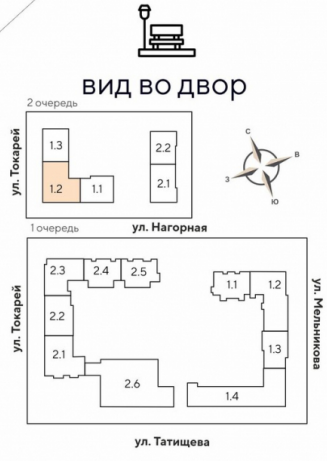 ВИД ВО ДВОР
2 очередь
ул. Токарей
1.3
1.2
1.1
2.2
2.1
С
В
З
Ю
1 очередь
ул. Нагорная
ул. Токарей
2.3
2.4
2.5
2.2
2.1
2.6
1.1
1.2
1.3
1.4
ул. Мельникова
ул. Татищева